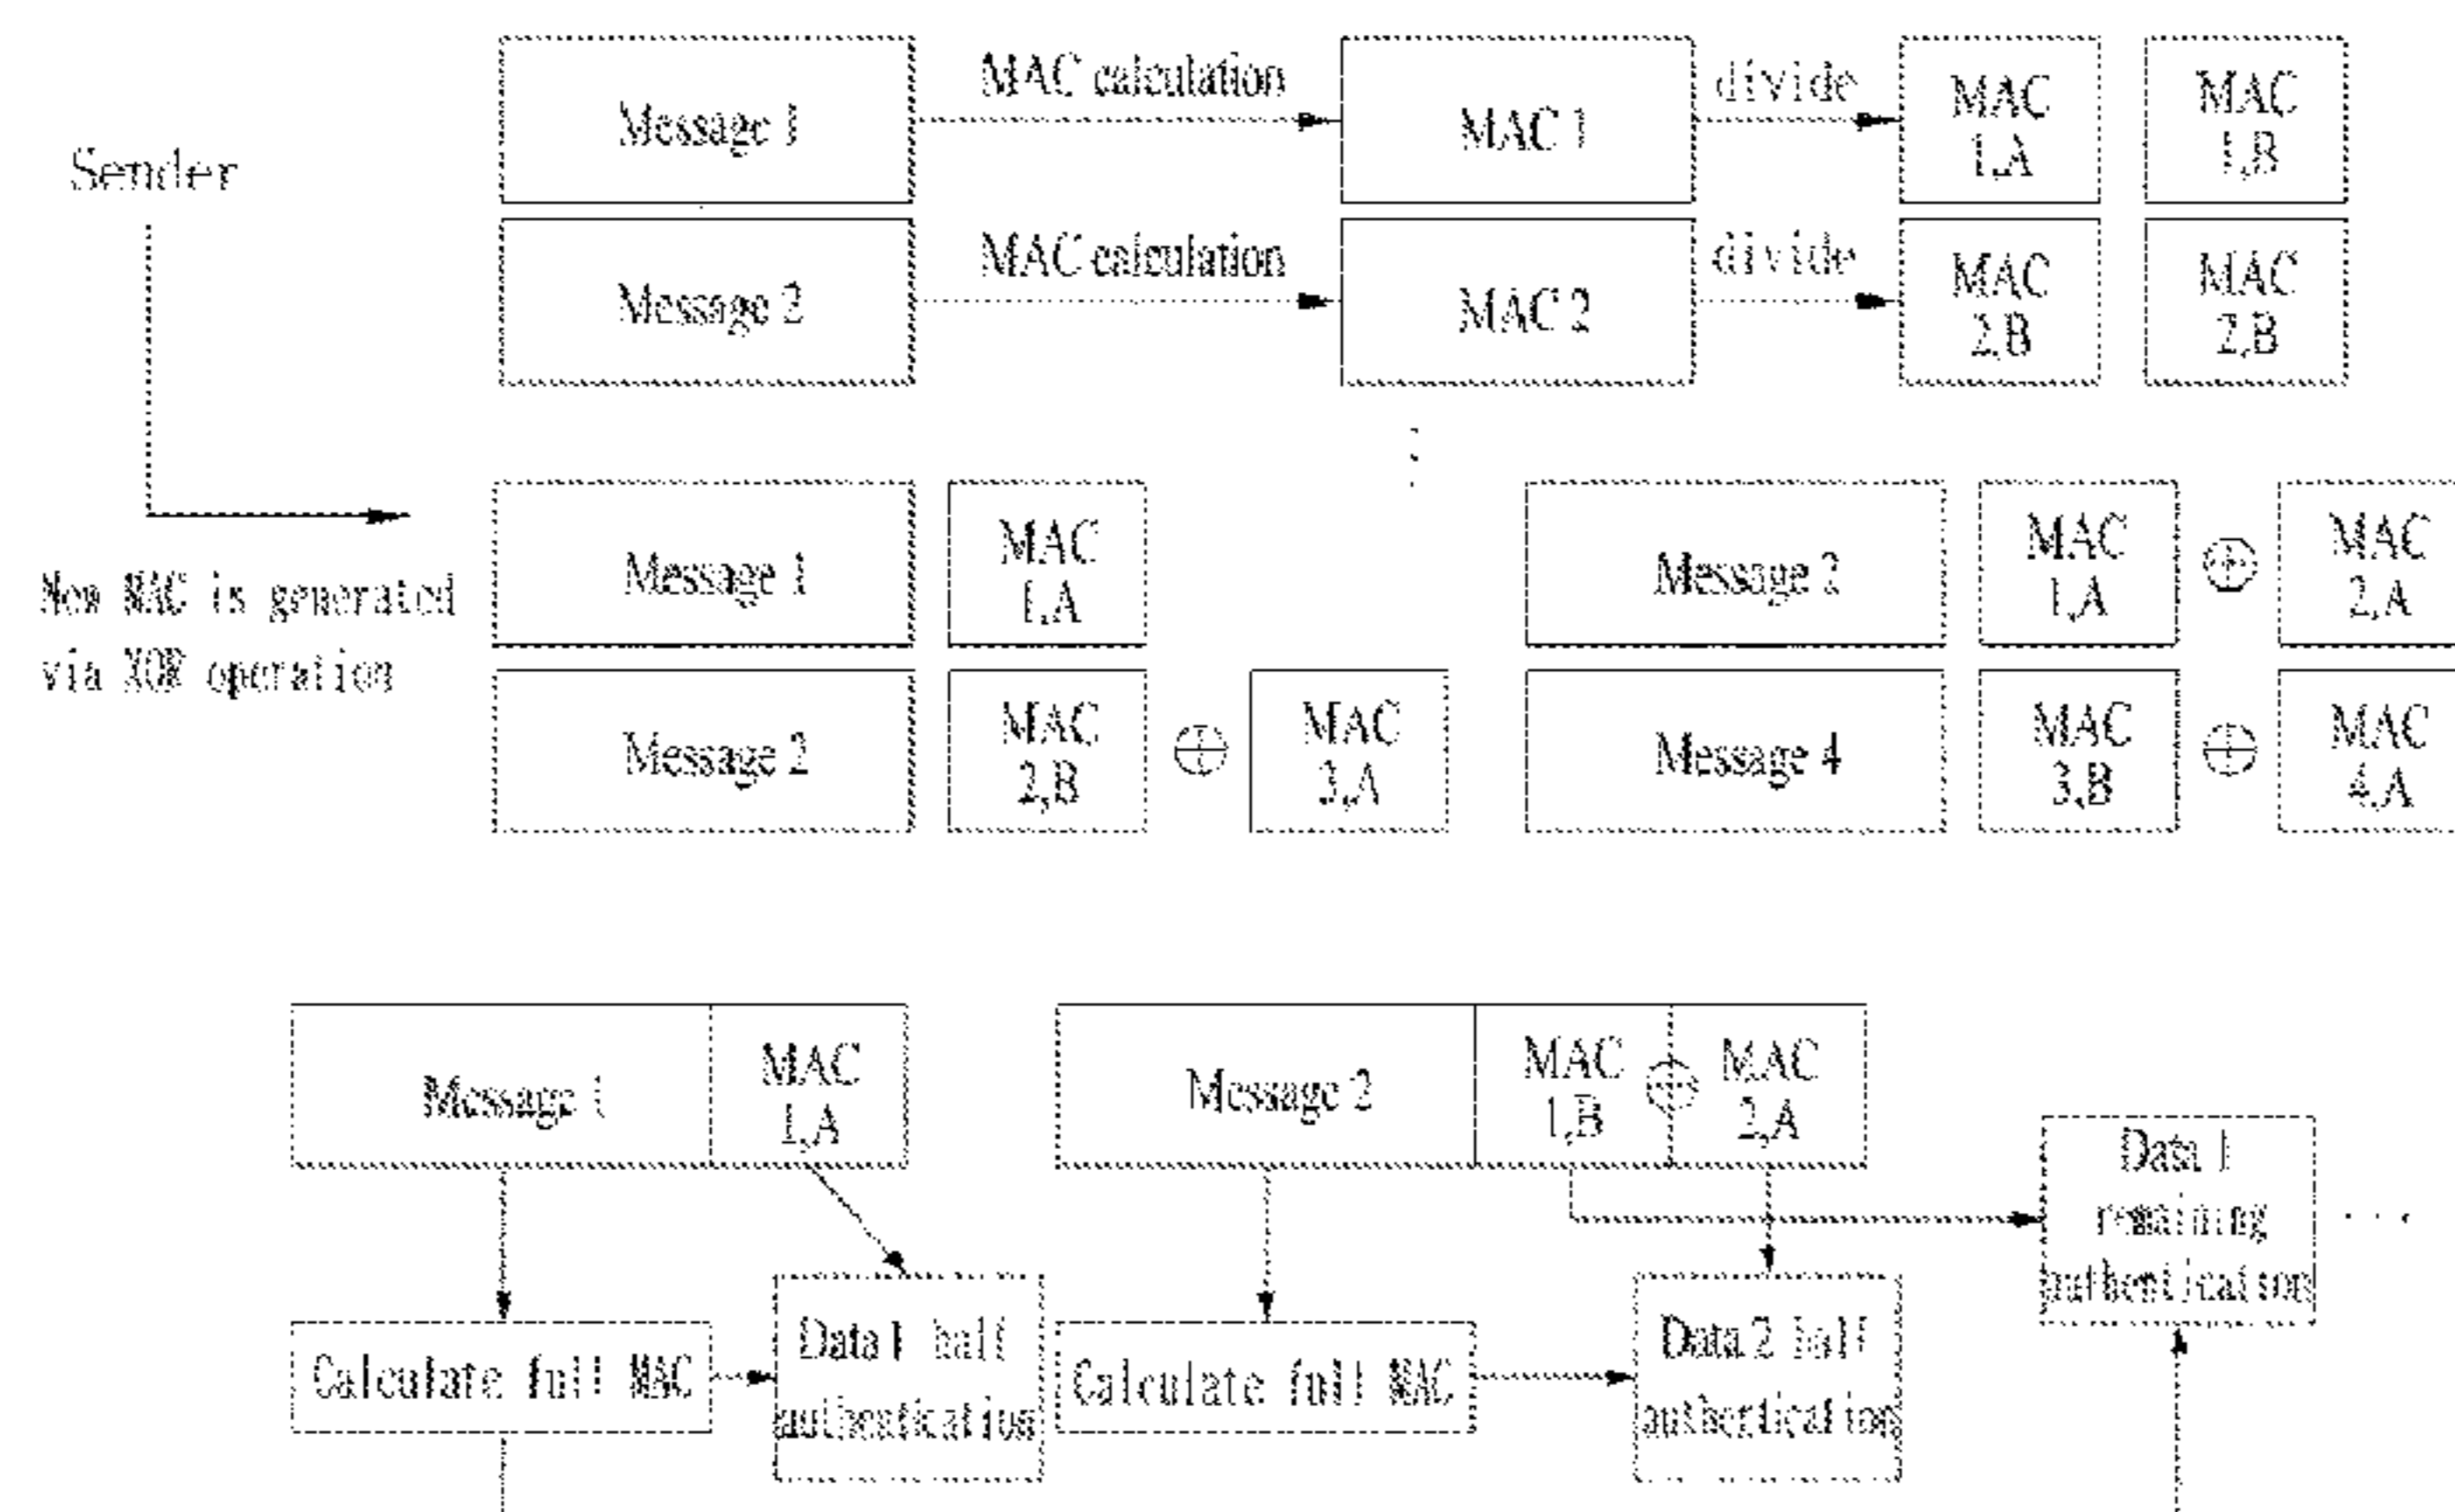 Message 1
MAC calculation
MAC 1
divide
MAC
1,A
MAC
1,B
Sender
Message 2
MAC calculation
MAC 2
divide
MAC
2,B
MAC
2,B
Message 1
MAC
1,A
Message 2
MAC
1,A
⊕
MAC
2,A
New MAC is generated
via XOR operation
Message 2
MAC
2,B
⊕
MAC
3,A
Message 4
MAC
3,B
⊕
MAC
4,A
Message 1
MAC
1,A
Message 2
MAC
1,B
⊕
MAC
2,A
Data 1
remaining
authentication
...
Calculate full MAC
Data 1 half
authentication
Calculate full MAC
Data 2 half
authentication